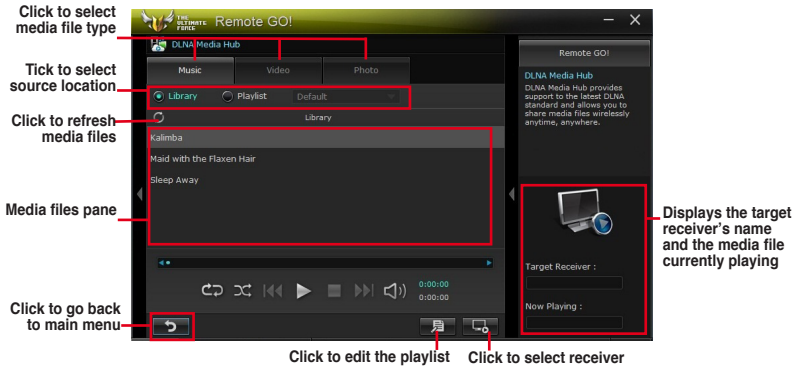 Click to select
media file type
Tick to select
source location
Click to refresh
media files
Media files pane
Click to go back
to main menu
THE
ULTIMATE
FORCE
Remote GO!
DLNA Media Hub
Music Video Photo
Library Playlist Default
Library
Kalimba
Maid with the Flaxen Hair
Sleep Away
0:00:00
0:00:00
Remote GO!
DLNA Media Hub
DLNA Media Hub provides
support to the latest DLNA
standard and allows you to
share media files wirelessly
anytime, anywhere.
Target Receiver :
Now Playing :
Displays the target
receiver's name
and the media file
currently playing
Click to edit the playlist
Click to select receiver